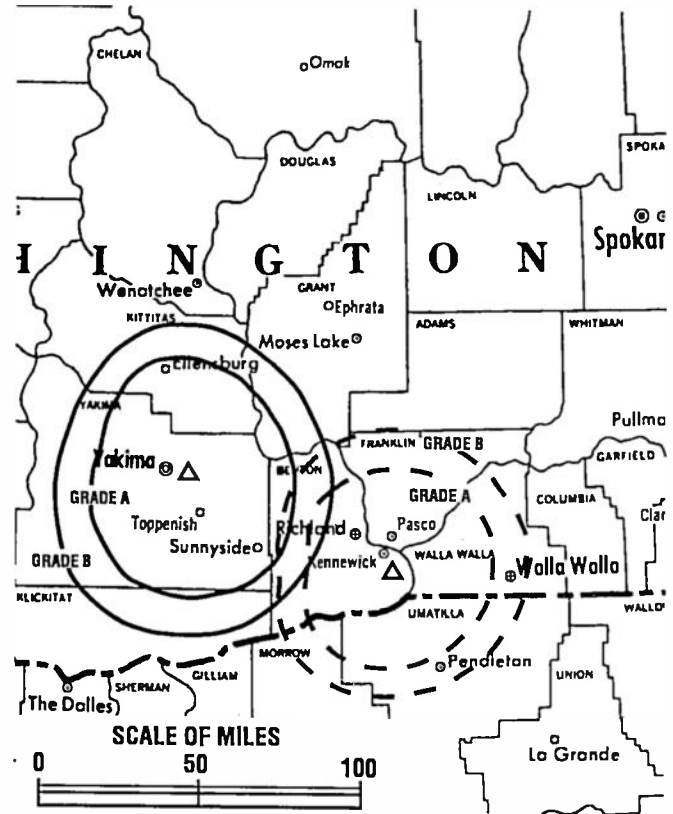 CHELAN
Omak
SPOKA
DOUGLAS
LINCOLN
Spokan
H I N G T O N
Wenatchee
GRANT
Ephrata
KITTITAS
ADAMS
WHITMAN
Moses Lake
Ellensburg
YAKIMA
Pullma
FRANKLIN
GRADE B
GARFIELD
Yakima
BENTON
GRADE A
GRADE A
COLUMBIA
Toppenish
Richland
Pasco
Clar
Sunnyside
Kennewick
WALLA WALLA
Walla Walla
GRADE B
KLICKITAT
UMATILLA
WALLO
MORROW
Pendleton
GILLIAM
SHERMAN
UNION
The Dalles
SCALE OF MILES
La Grande
0 50 100